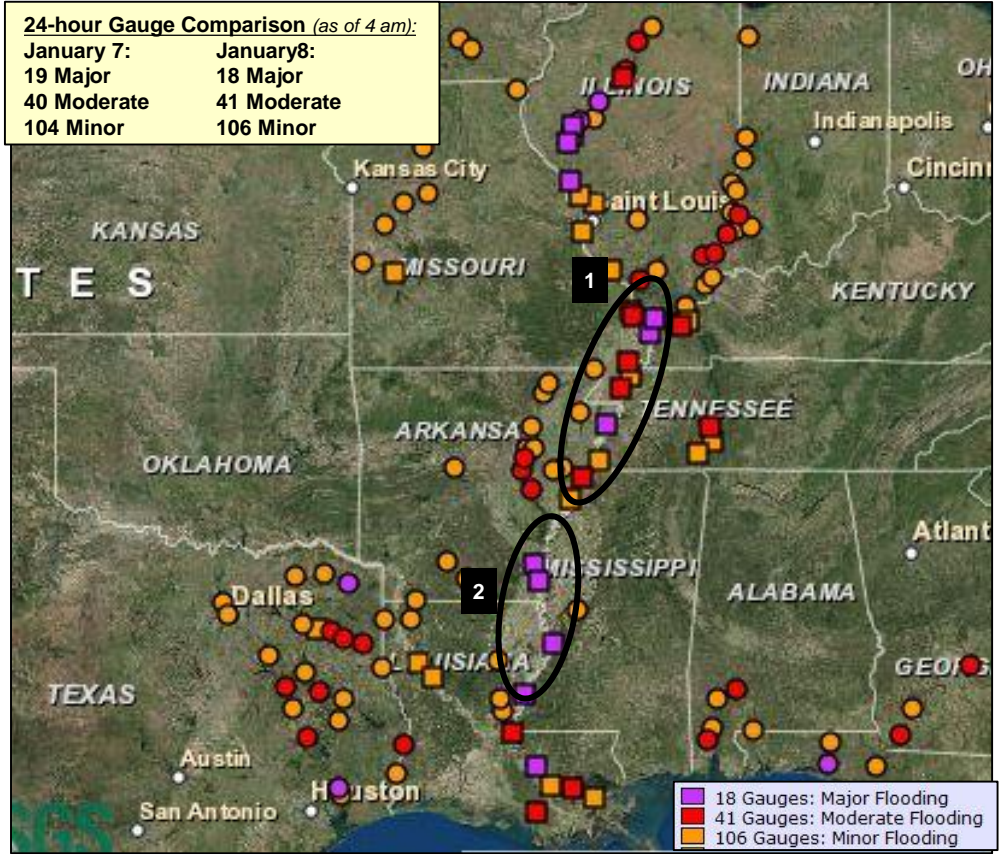 24-hour Gauge Comparison (as of 4 am):
January 7: January8:
19 Major 18 Major
40 Moderate 41 Moderate
104 Minor 106 Minor
ILLINOIS
INDIANA
OH
Indianapolis
Kansas City
Cincinn
Saint Louis
KANSAS
MISSOURI
T E S
1
KENTUCKY
TENNESSEE
ARKANSA
OKLAHOMA
Atlant
MISSISSIPPI
2
ALABAMA
Dallas
LOUISIANA
GEORG
TEXAS
Austin
Houston
San Antonio
18 Gauges: Major Flooding
41 Gauges: Moderate Flooding
106 Gauges: Minor Flooding